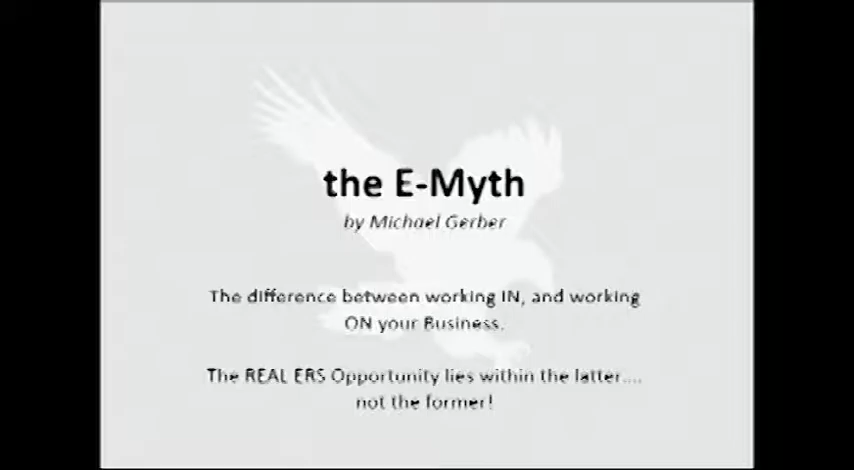 the E-Myth
by Michael Gerber
The difference between working IN, and working
ON your Business.
The REAL ERS Opportunity lies within the latter....
not the former!